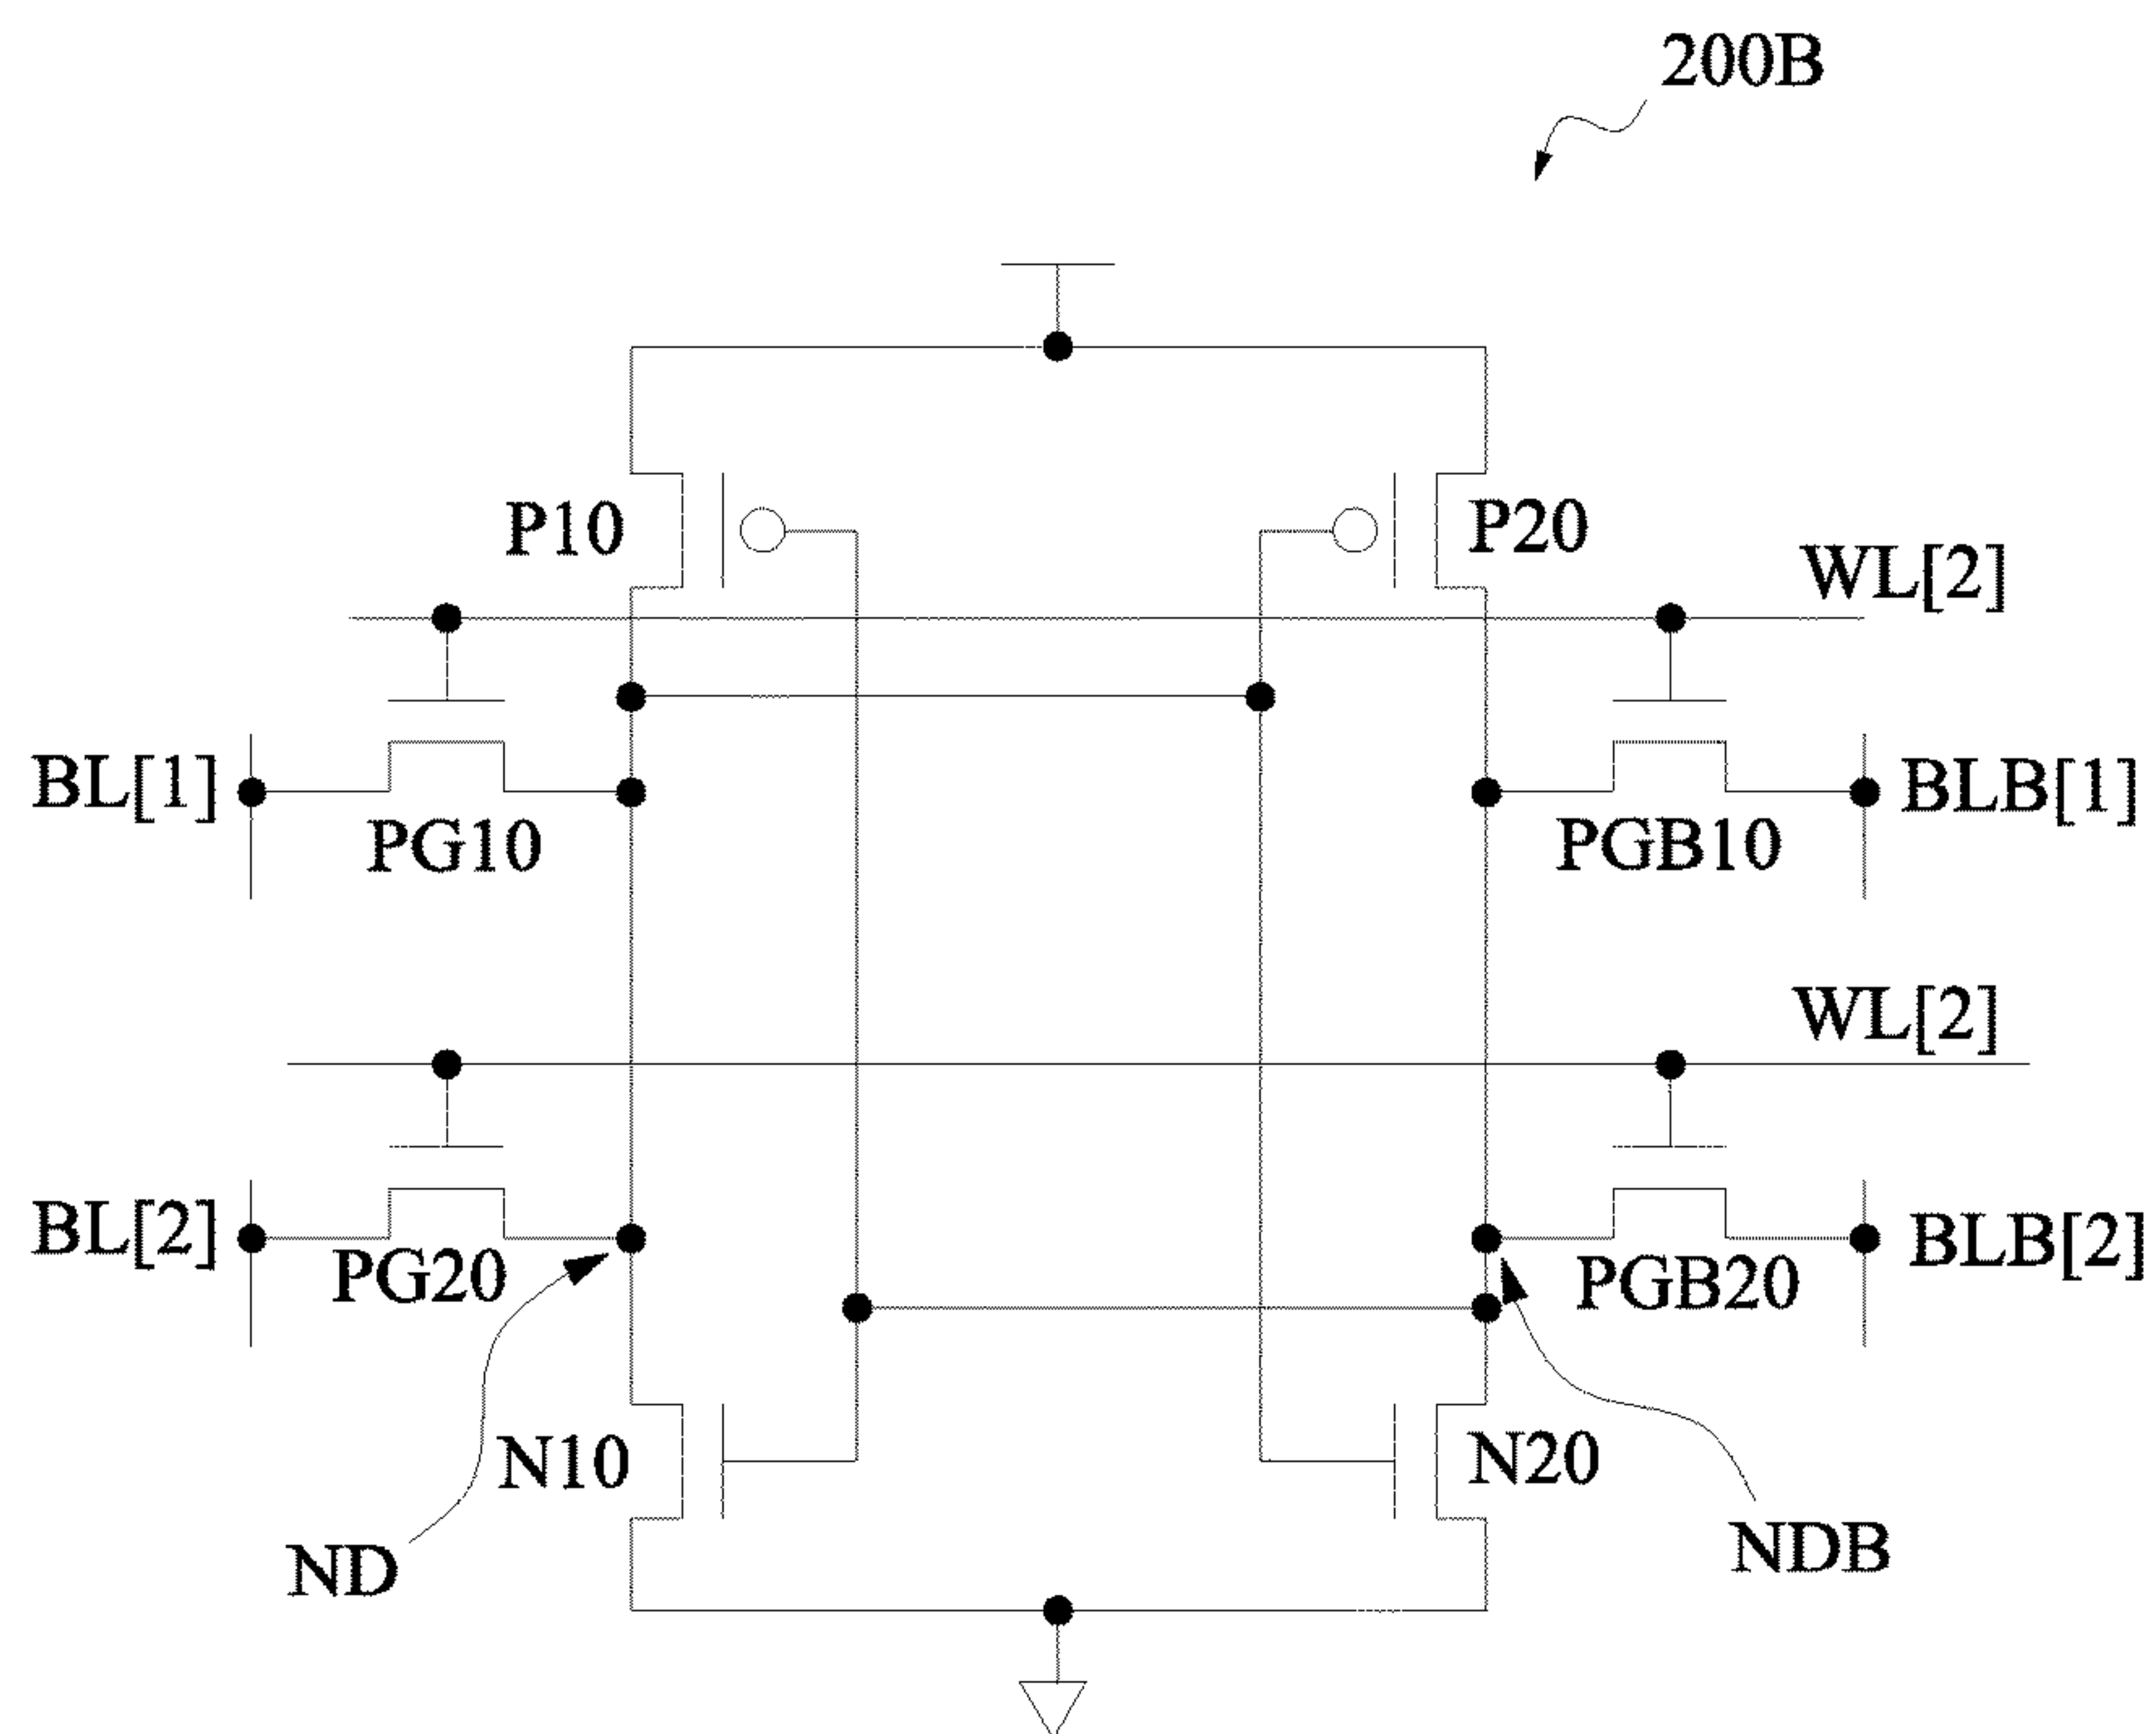 200B
P10
P20
WL[2]
BL[1]
BLB[1]
PG10
PGB10
WL[2]
BL[2]
BLB[2]
PG20
PGB20
N10
N20
ND
NDB